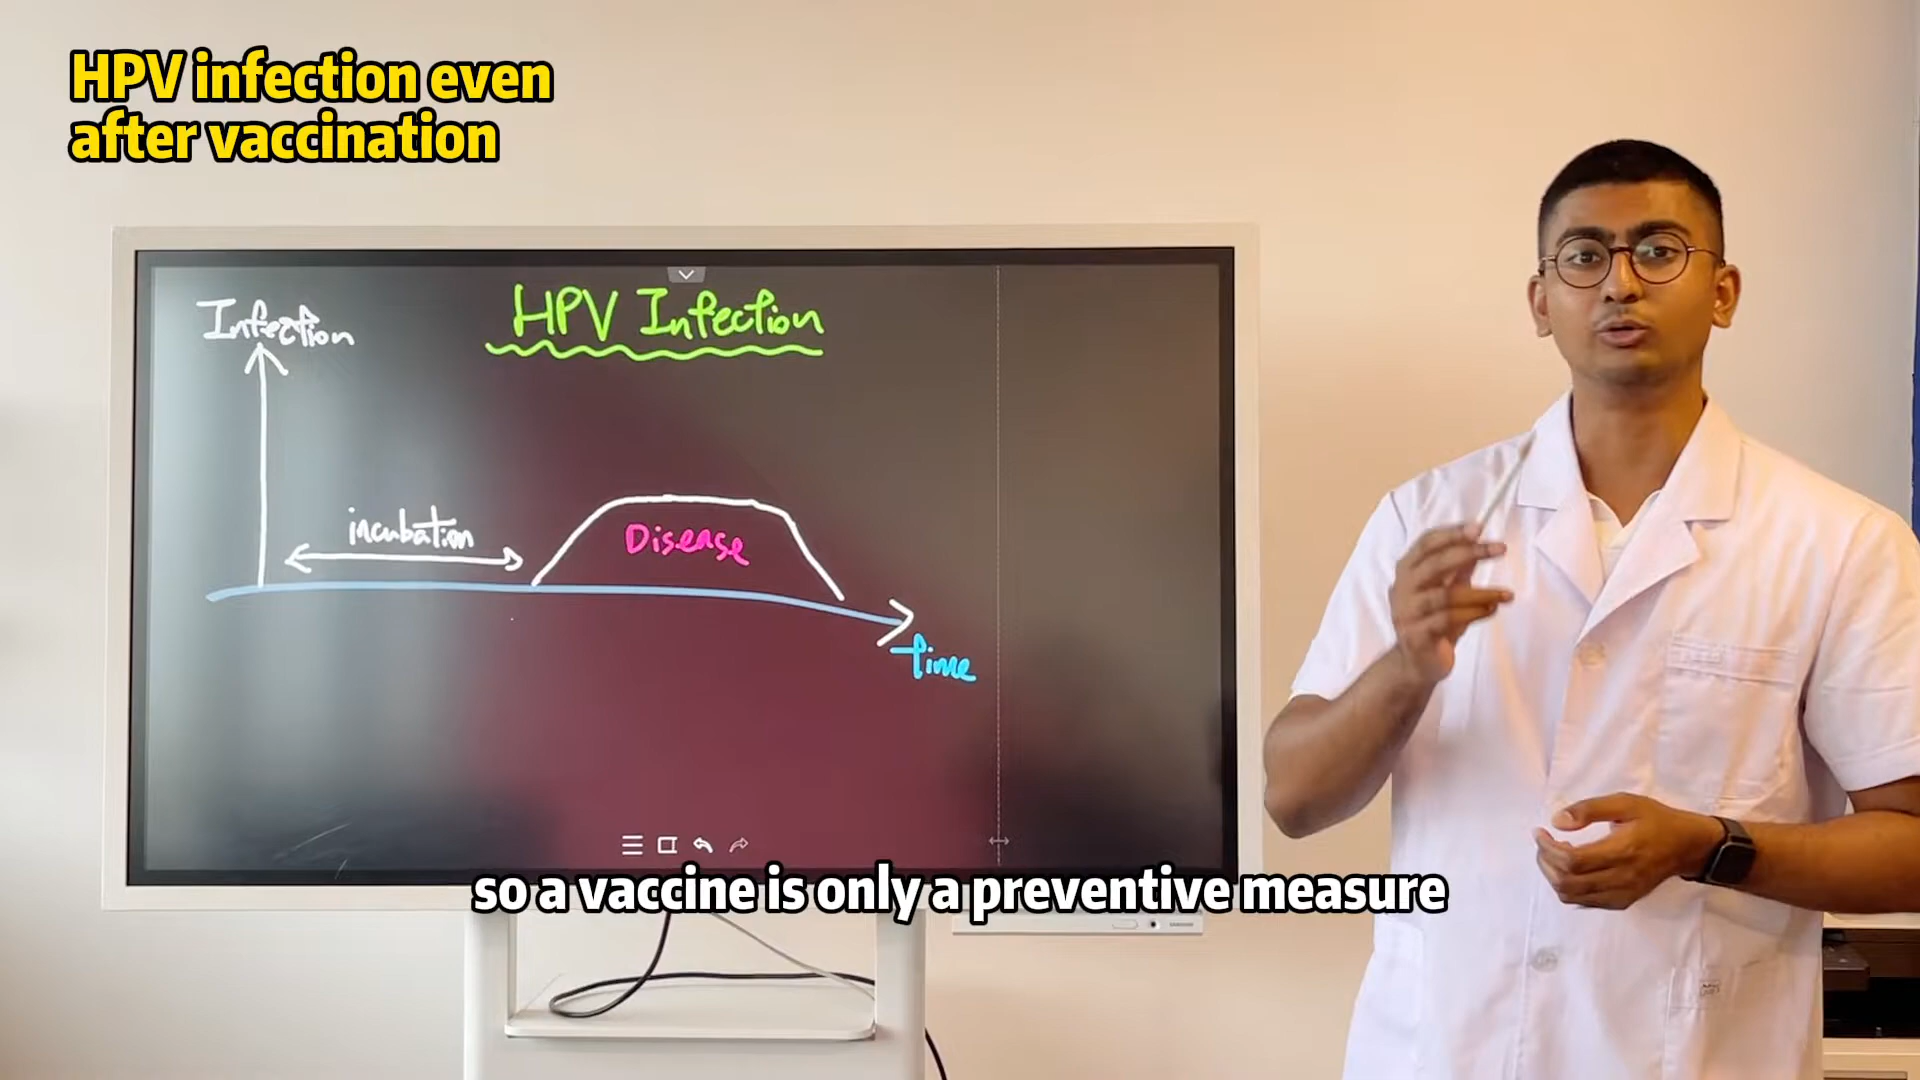 HPV infection even
after vaccination
Infection
HPV Infection
incubation
Disease
time
so a vaccine is only a preventive measure